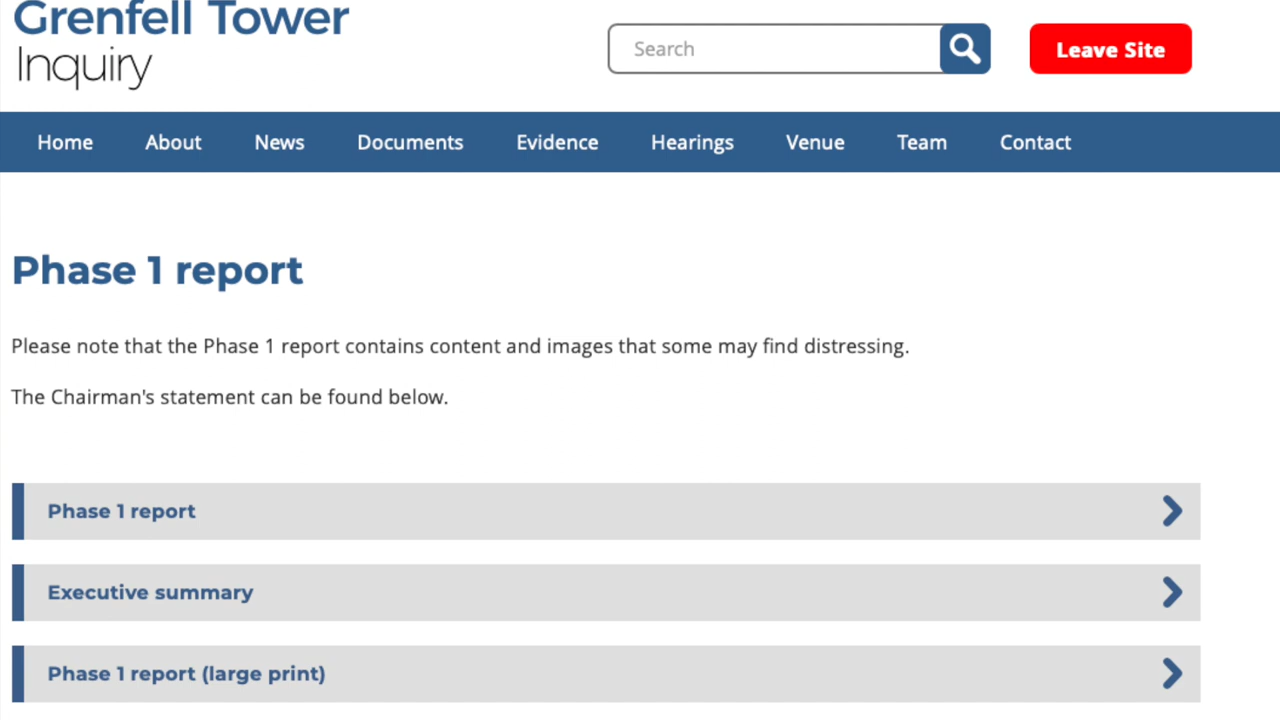 Grenfell Tower
Inquiry
Search
Leave Site
Home About News Documents Evidence Hearings Venue Team Contact
Phase 1 report
Please note that the Phase 1 report contains content and images that some may find distressing.
The Chairman's statement can be found below.
Phase 1 report
Executive summary
Phase 1 report (large print)